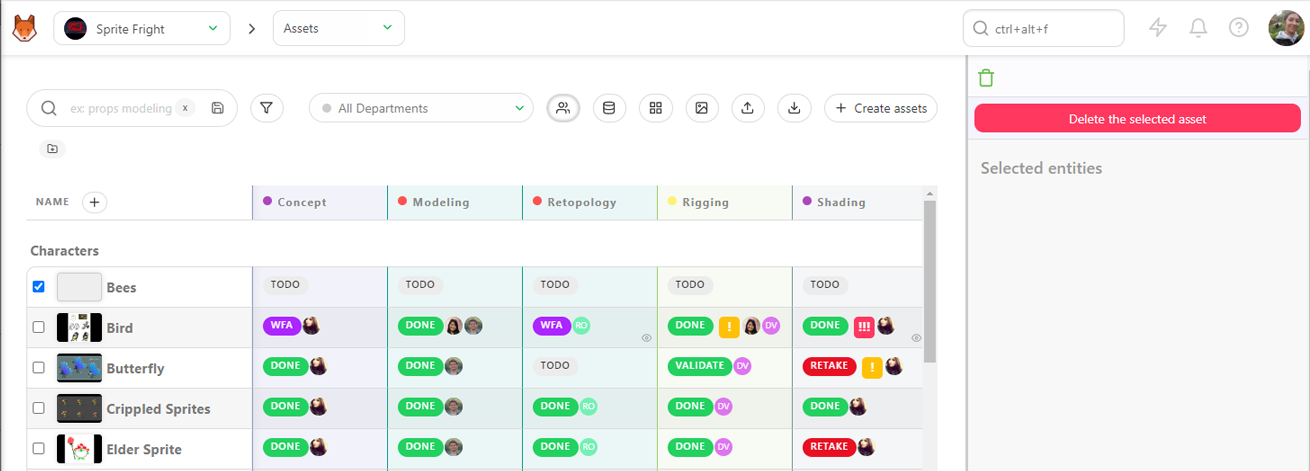 Sprite Fright
Assets
ctrl+alt+f
ex: props modeling x
All Departments
+ Create assets
Delete the selected asset
Selected entities
NAME + Concept Modeling Retopology Rigging Shading
Characters
Bees TODO TODO TODO TODO TODO
Bird WFA DONE WFA RO DONE ! DV DONE !!!
Butterfly DONE DONE TODO VALIDATE DV RETAKE !
Crippled Sprites DONE DONE DONE RO DONE DV DONE
Elder Sprite DONE DONE DONE RO DONE DV RETAKE